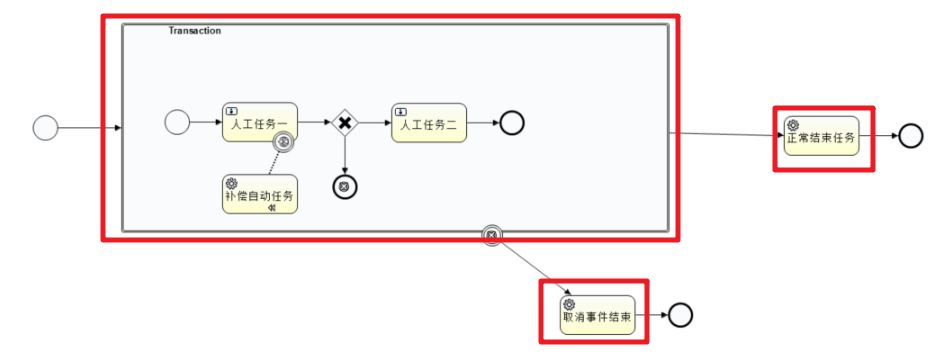 Transaction
人工任务一
人工任务二
正常结束任务
补偿自动任务
取消事件结束